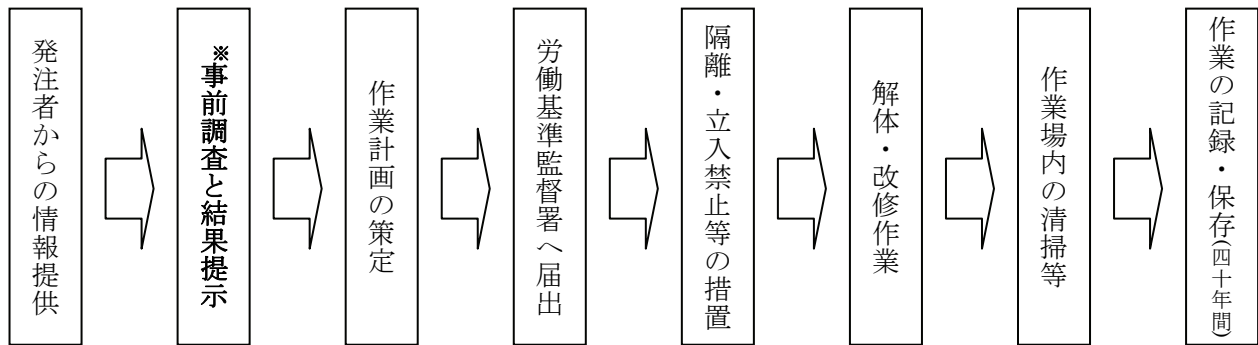 発注者からの情報提供
※事前調査と結果提示
作業計画の策定
労働基準監督署へ届出
隔離・立入禁止等の措置
解体・改修作業
作業場内の清掃等
作業の記録・保存(四十年間)